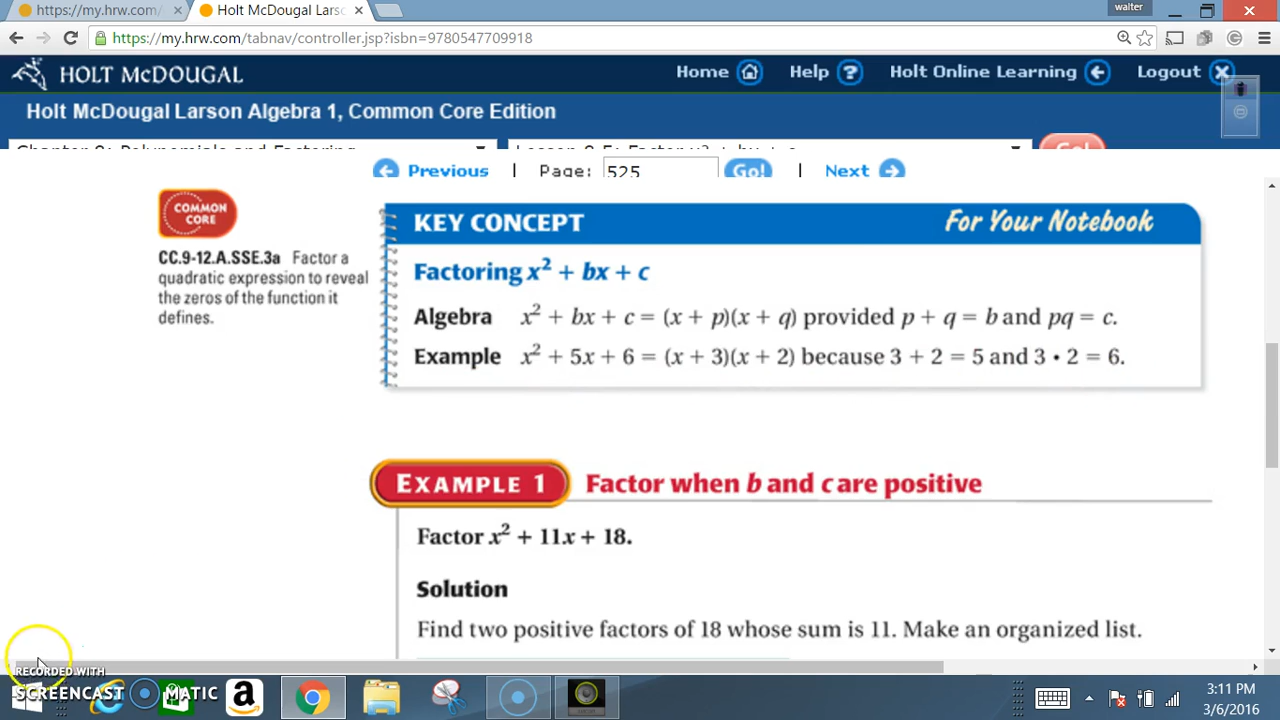 walter
https://my.hrw.com/ × Holt McDougal Lars ×
https://my.hrw.com/tabnav/controller.jsp?isbn=9780547709918
HOLT MCDOUGAL Home Help ? Holt Online Learning Logout
Holt McDougal Larson Algebra 1, Common Core Edition
Previous | Page: 525 Go! | Next
COMMON
CORE
CC.9-12.A.SSE.3a Factor a
quadratic expression to reveal
the zeros of the function it
defines.
KEY CONCEPT For Your Notebook
Factoring x² + bx + c
Algebra x² + bx + c = (x + p)(x + q) provided p + q = b and pq = c.
Example x² + 5x + 6 = (x + 3)(x + 2) because 3 + 2 = 5 and 3 • 2 = 6.
EXAMPLE 1 Factor when b and c are positive
Factor x² + 11x + 18.
Solution
Find two positive factors of 18 whose sum is 11. Make an organized list.
RECORDED WITH
SCREENCAST MATIC
3:11 PM
3/6/2016